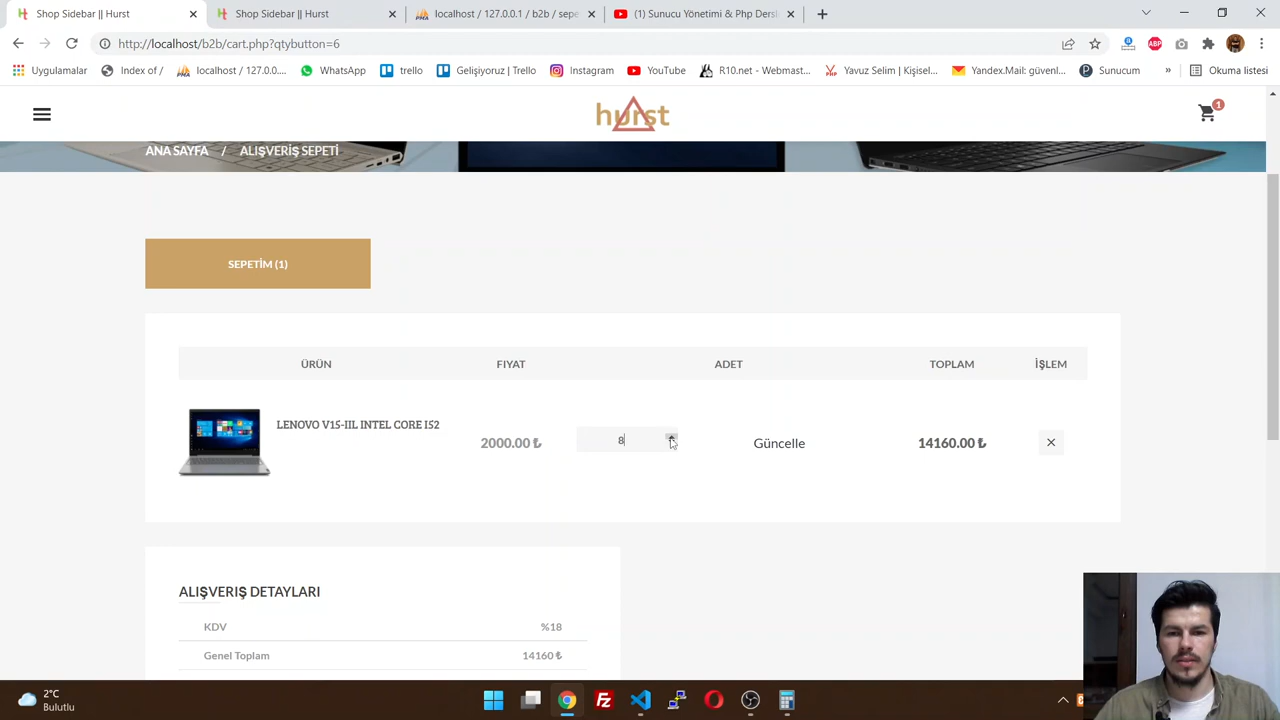 Shop Sidebar || Hurst
Shop Sidebar || Hurst
localhost / 127.0.0.1 / b2b / sepe
(1) Sunucu Yönetimi & Php Dersl
http://localhost/b2b/cart.php?qtybutton=6
Uygulamalar
Index of /
localhost / 127.0.0....
WhatsApp
trello
Gelişiyoruz | Trello
Instagram
YouTube
R10.net - Webmast...
Yavuz Selim | Kişisel...
Yandex.Mail: güvenl...
Sunucum
»
Okuma listesi
hurst
1
ANA SAYFA / ALIŞVERİŞ SEPETİ
SEPETİM (1)
ÜRÜN FIYAT ADET TOPLAM İŞLEM
LENOVO V15-IIL INTEL CORE I52
2000.00 ₺ 8 Güncelle 14160.00 ₺
ALIŞVERIŞ DETAYLARI
KDV %18
Genel Toplam 14160 ₺
2°C
Bulutlu